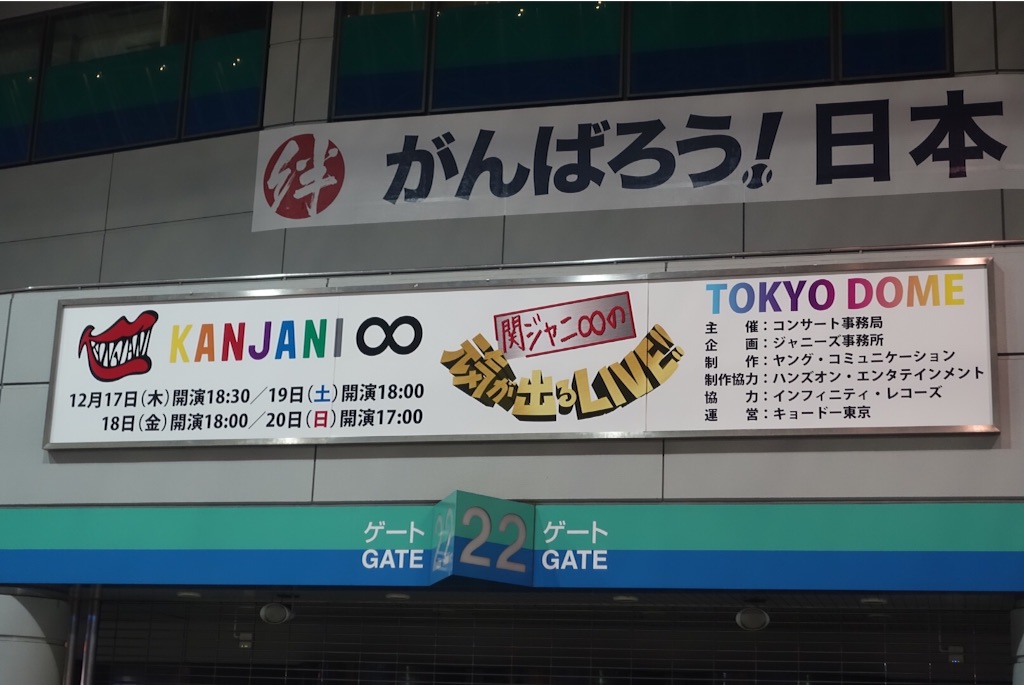 絆 がんばろう!日本
KANJANI ∞
12月17日(木)開演18:30/19日(土)開演18:00
18日(金)開演18:00/20日(日)開演17:00
関ジャニ∞の
元気が出るLIVE!!
TOKYO DOME
主 催:コンサート事務局
企 画:ジャニーズ事務所
制 作:ヤング・コミュニケーション
制作協力:ハンズオン・エンタテインメント
協 力:インフィニティ・レコーズ
運 営:キョードー東京
ゲート 22 ゲート
GATE GATE